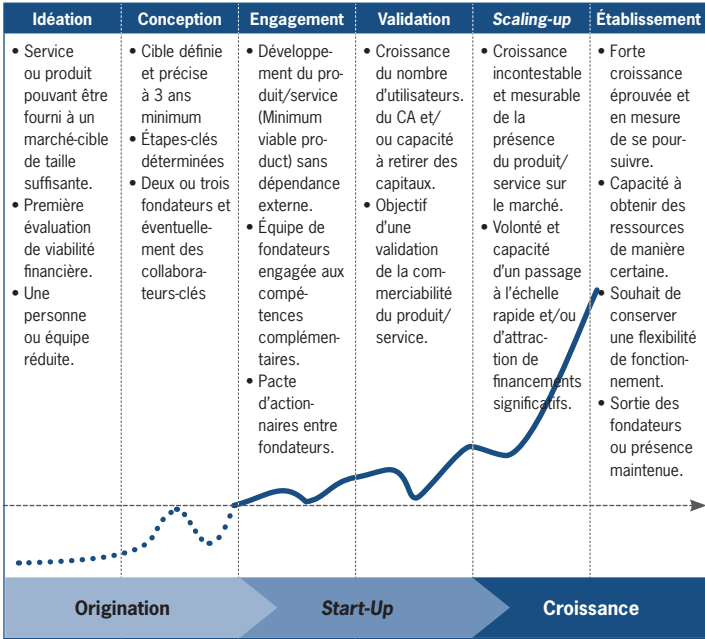 Idéation
• Service
ou produit
pouvant être
fourni à un
marché-cible
de taille
suffisante.
• Première
évaluation
de viabilité
financière.
• Une
personne
ou équipe
réduite.
Conception
• Cible définie
et précise
à 3 ans
minimum
• Étapes-clés
déterminées
• Deux ou trois
fondateurs et
éventuelle-
ment des
collabora-
teurs-clés
Engagement
• Développe-
ment du pro-
duit/service
(Minimum
viable pro-
duct) sans
dépendance
externe.
• Équipe de
fondateurs
engagée aux
compé-
tences
complémen-
taires.
• Pacte
d'action-
naires entre
fondateurs.
Validation
• Croissance
du nombre
d'utilisateurs.
du CA et/
ou capacité
à retirer des
capitaux.
• Objectif
d'une
validation
de la com-
merciabilité
du produit/
service.
Scaling-up
• Croissance
incontestable
et mesurable
de la
présence
du produit/
service sur
le marché.
• Volonté et
capacité
d'un passage
à l'échelle
rapide et/ou
d'attrac-
tion de
financements
significatifs.
Établissement
• Forte
croissance
éprouvée et
en mesure
de se pour-
suivre.
• Capacité à
obtenir des
ressources
de manière
certaine.
• Souhait de
conserver
une flexibilité
de fonction-
nement.
• Sortie des
fondateurs
ou présence
maintenue.
Origination
Start-Up
Croissance